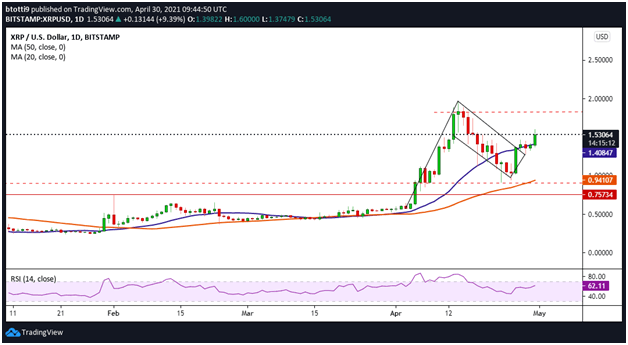 btotti9 published on TradingView.com, April 30, 2021 09:44:50 UTC
BITSTAMP:XRPUSD, 1D 1.53064 ▲ +0.13144 (+9.39%) O:1.39822 H:1.60000 L:1.37479 C:1.53064
XRP / U.S. Dollar, 1D, BITSTAMP
MA (50, close, 0)
MA (20, close, 0)
USD
2.50000
2.00000
1.53064
14:15:12
1.40847
1.00000
0.94107
0.75734
0.50000
0.00000
RSI (14, close)
80.00
62.11
40.00
11
21
Feb
15
Mar
15
Apr
12
May
TradingView